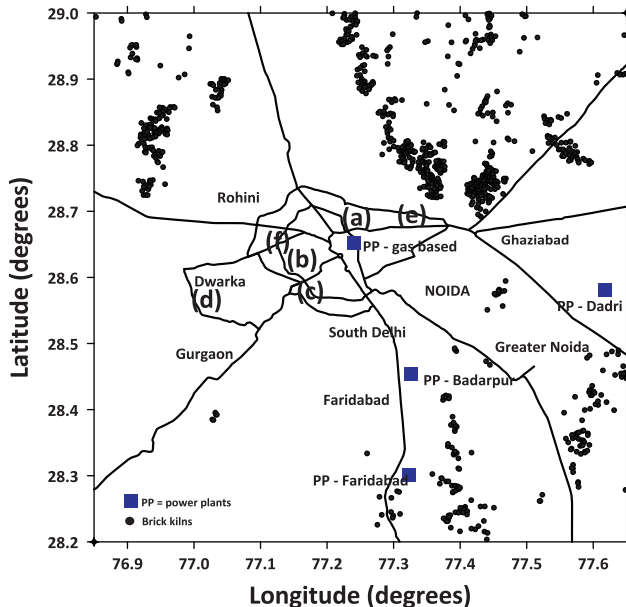 29.0
28.9
28.8
28.7
28.6
28.5
28.4
28.3
28.2
Latitude (degrees)
Rohini
(a)
(e)
(f)
PP - gas based
Ghaziabad
(b)
Dwarka
(d)
(c)
NOIDA
PP - Dadri
South Delhi
Gurgaon
Greater Noida
PP - Badarpur
Faridabad
PP - Faridabad
PP = power plants
Brick kilns
76.9 77.0 77.1 77.2 77.3 77.4 77.5 77.6
Longitude (degrees)